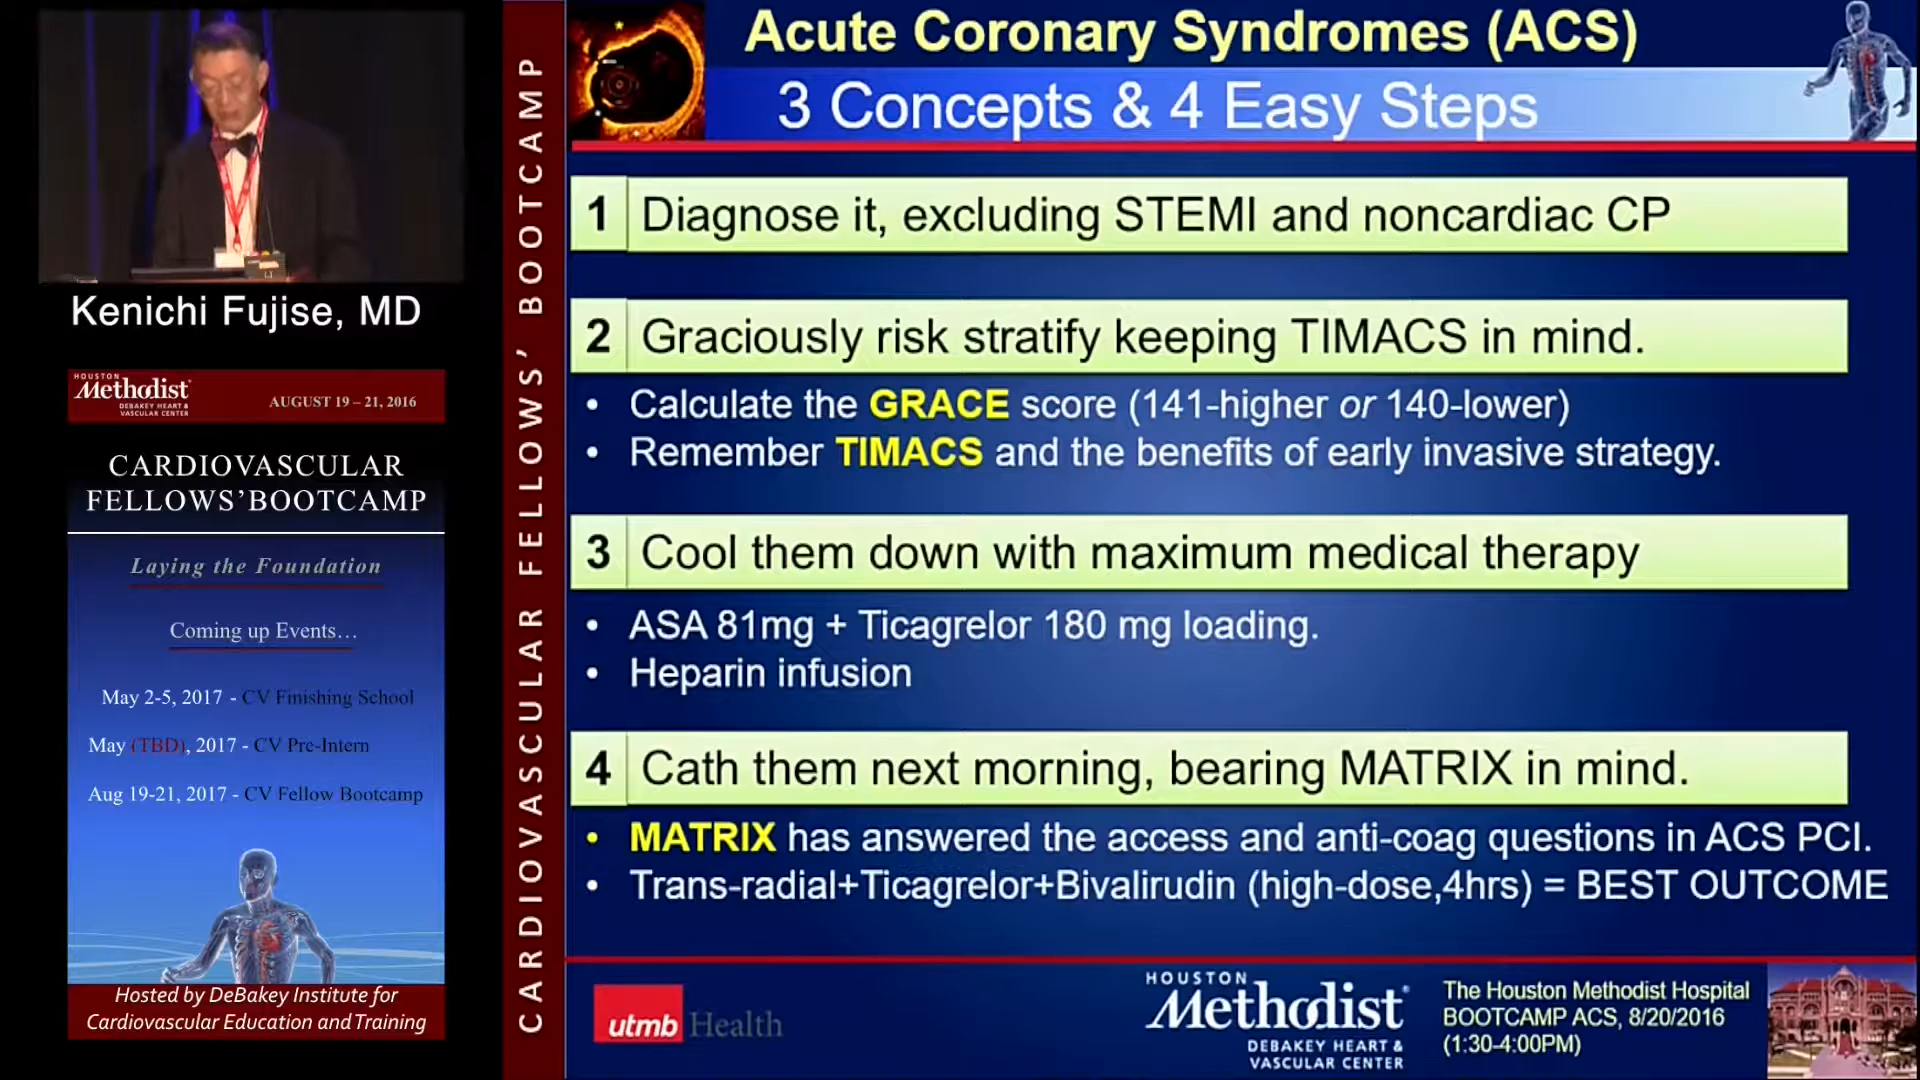 Kenichi Fujise, MD
HOUSTON
Methodist
DEBAKEY HEART &
VASCULAR CENTER
AUGUST 19 – 21, 2016
CARDIOVASCULAR
FELLOWS’BOOTCAMP
Laying the Foundation
Coming up Events…
May 2-5, 2017 - CV Finishing School
May (TBD), 2017 - CV Pre-Intern
Aug 19-21, 2017 - CV Fellow Bootcamp
Hosted by DeBakey Institute for
Cardiovascular Education and Training
CARDIOVASCULAR FELLOWS’ BOOTCAMP
Acute Coronary Syndromes (ACS)
3 Concepts & 4 Easy Steps
1 Diagnose it, excluding STEMI and noncardiac CP
2 Graciously risk stratify keeping TIMACS in mind.
• Calculate the GRACE score (141-higher or 140-lower)
• Remember TIMACS and the benefits of early invasive strategy.
3 Cool them down with maximum medical therapy
• ASA 81mg + Ticagrelor 180 mg loading.
• Heparin infusion
4 Cath them next morning, bearing MATRIX in mind.
• MATRIX has answered the access and anti-coag questions in ACS PCI.
• Trans-radial+Ticagrelor+Bivalirudin (high-dose,4hrs) = BEST OUTCOME
utmb Health
HOUSTON
Methodist
DEBAKEY HEART &
VASCULAR CENTER
The Houston Methodist Hospital
BOOTCAMP ACS, 8/20/2016
(1:30-4:00PM)